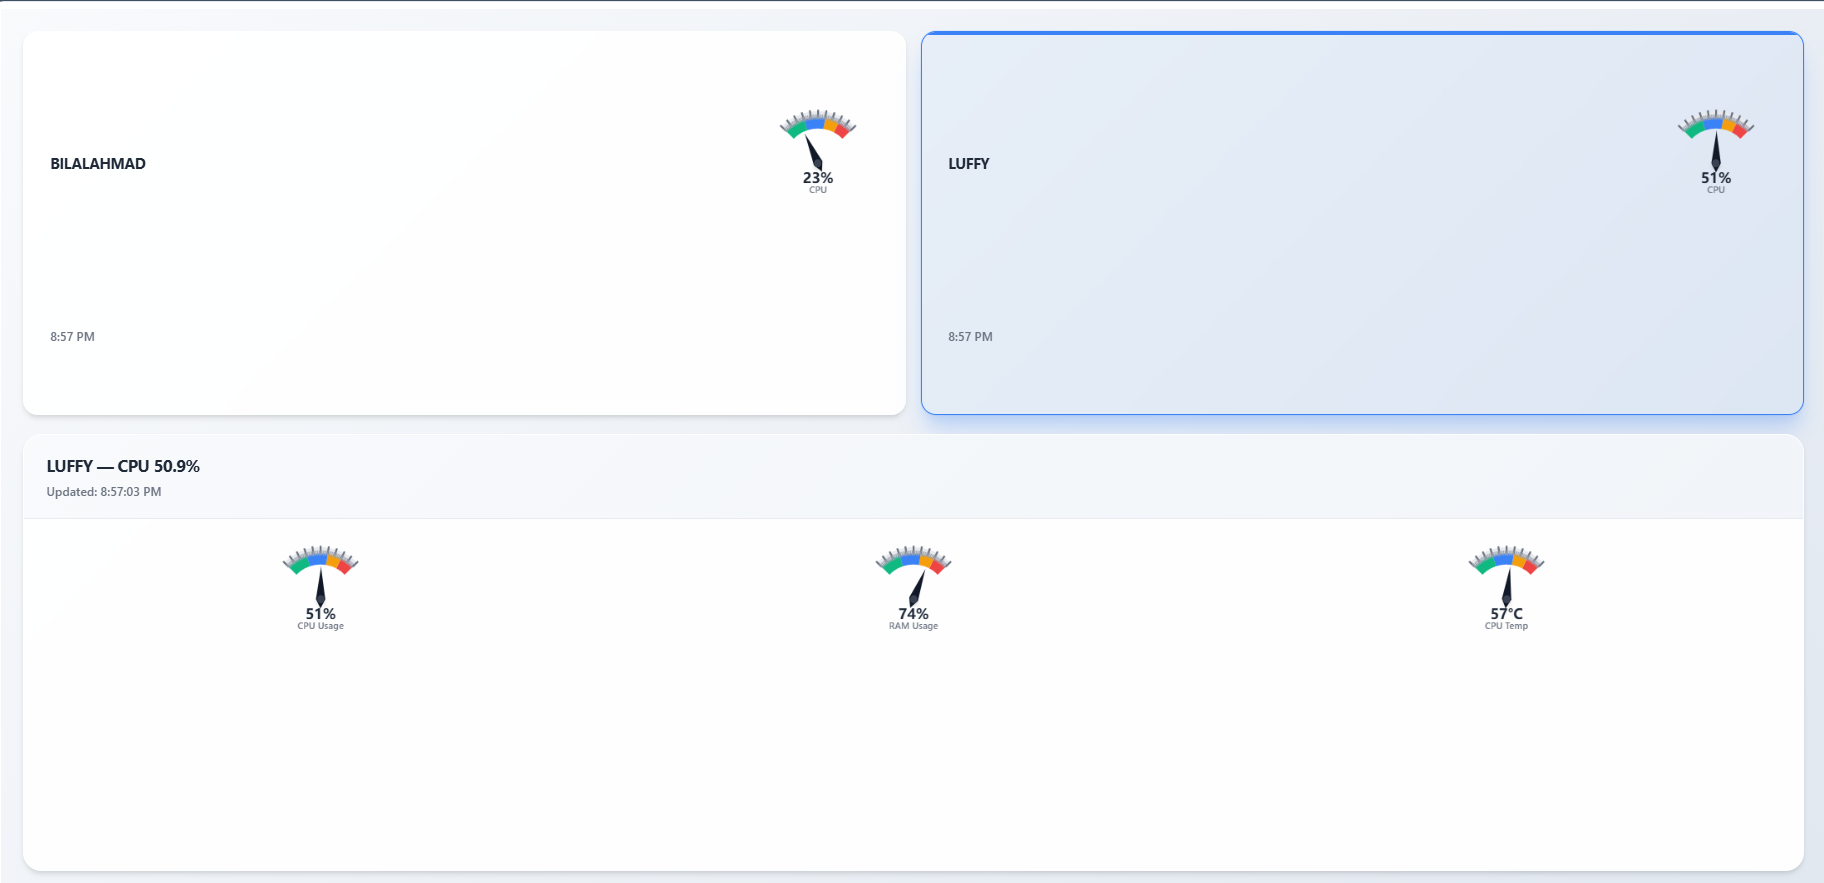 BILALAHMAD
23%
CPU
8:57 PM
LUFFY
51%
CPU
8:57 PM
LUFFY — CPU 50.9%
Updated: 8:57:03 PM
51%
CPU Usage
74%
RAM Usage
57°C
CPU Temp